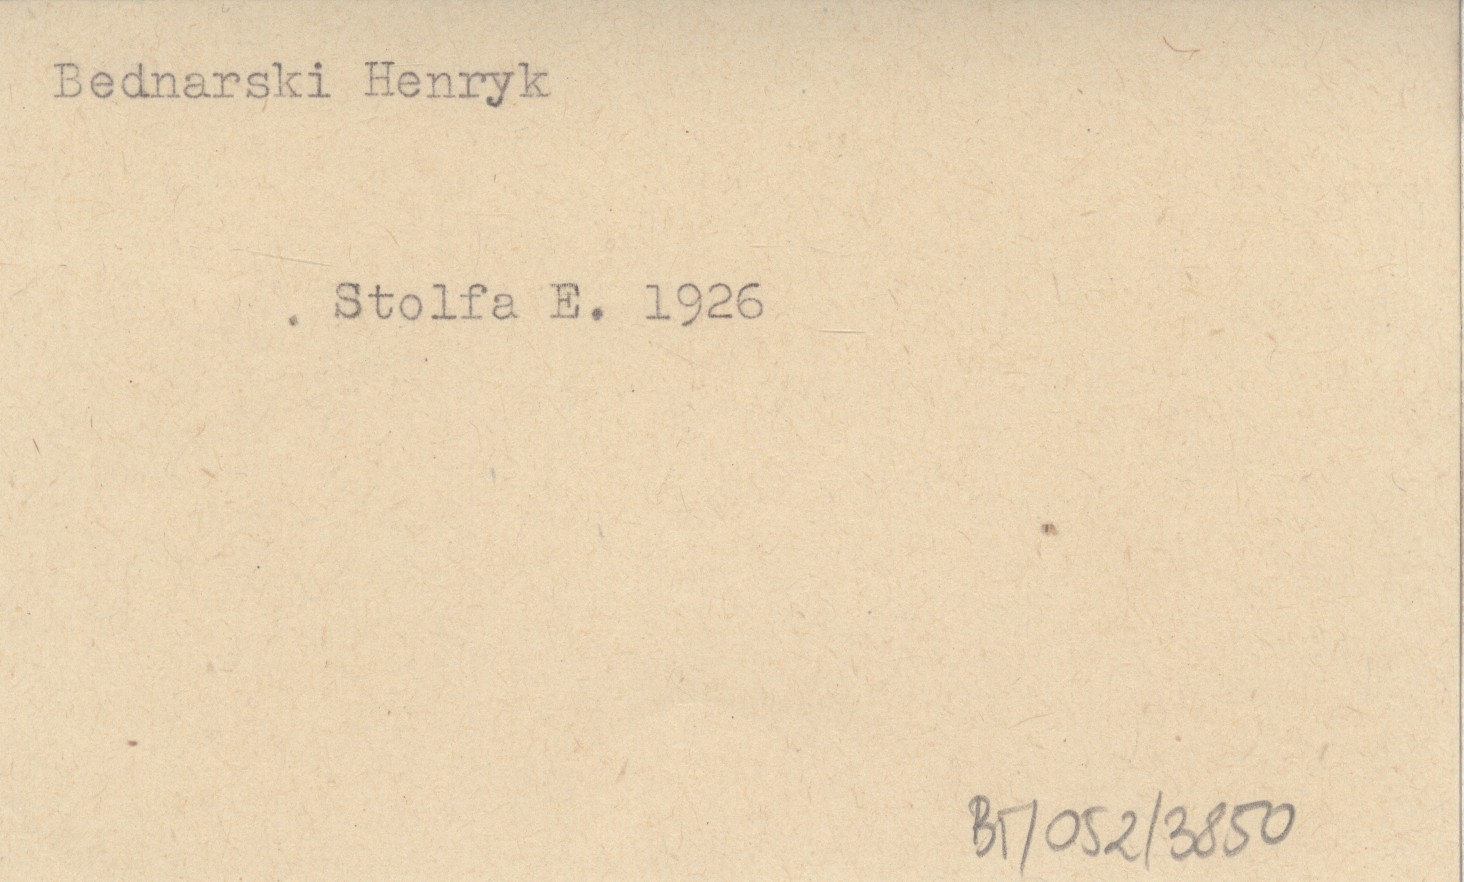 Bednarski Henryk
Stolfa E. 1926
BT/052/3850